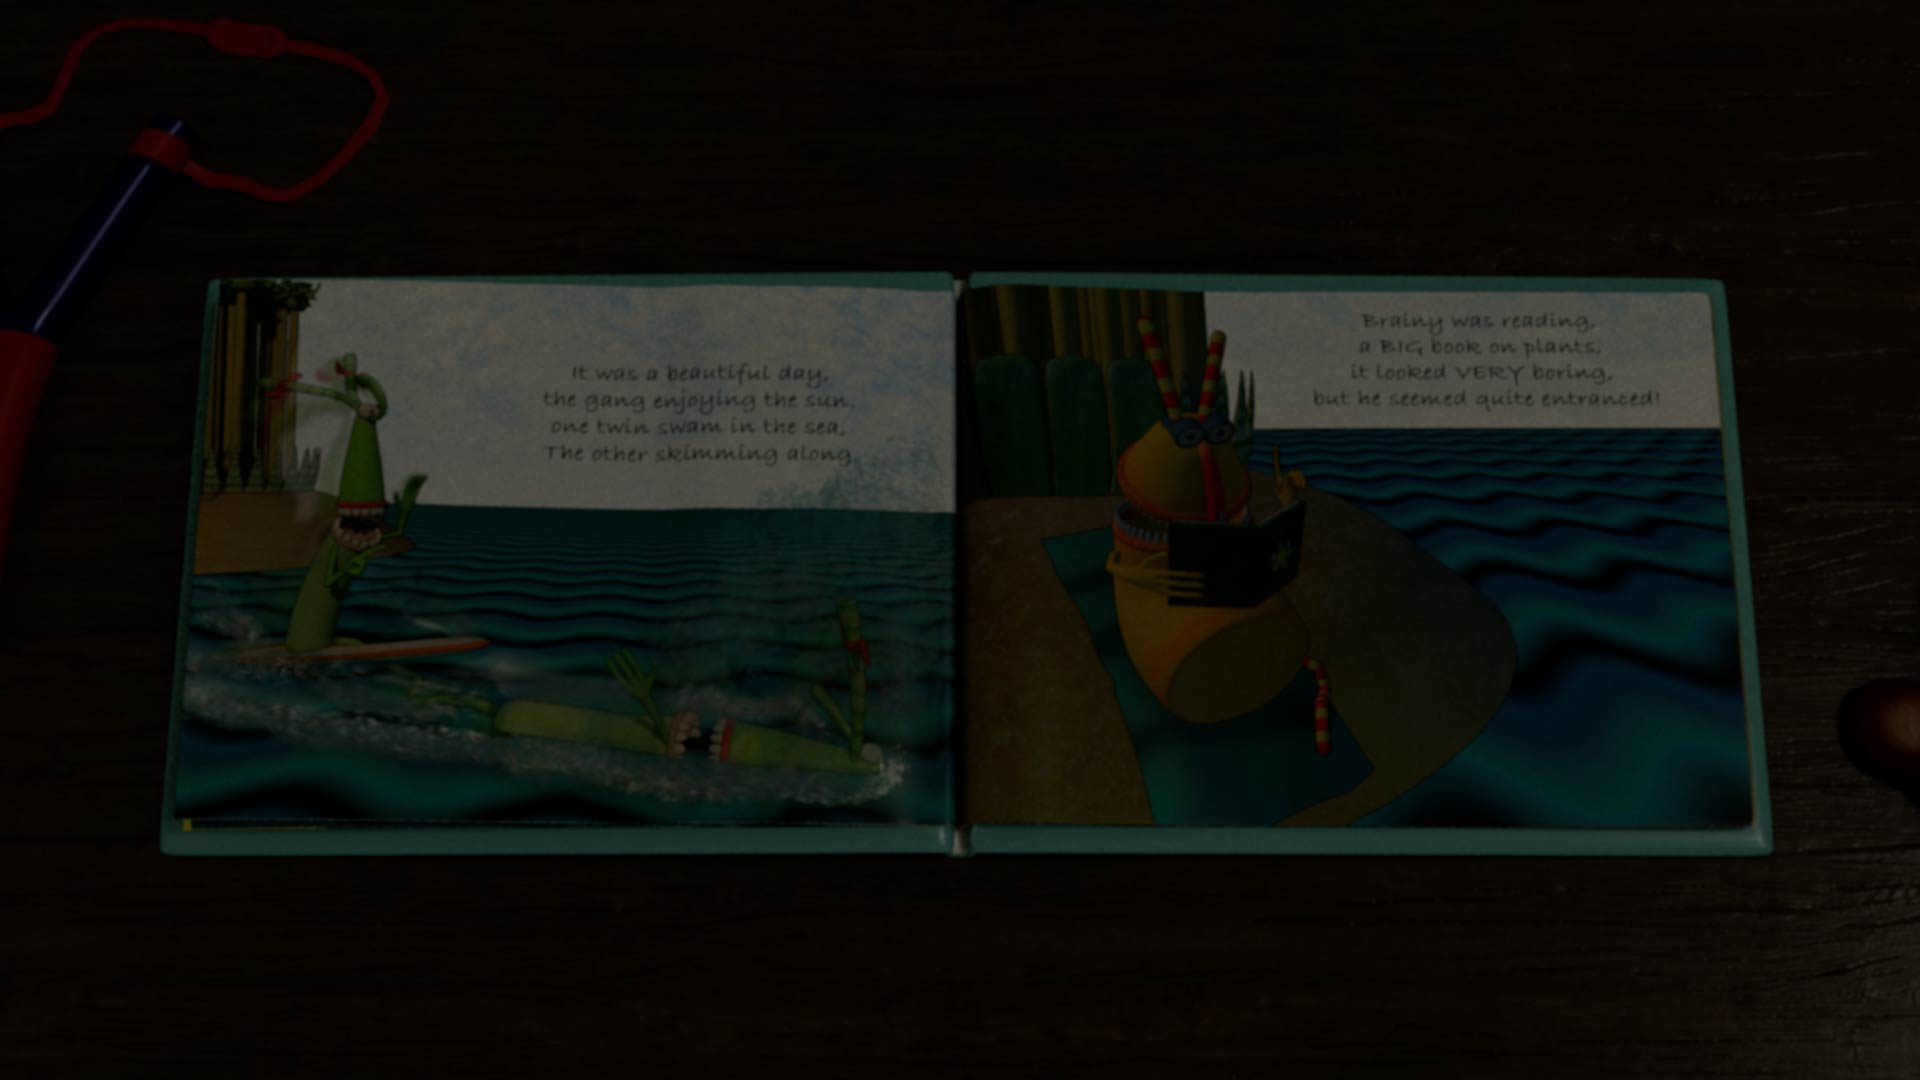 It was a beautiful day,
the gang enjoying the sun.
one twin swam in the sea,
The other skimming along.
Brainy was reading,
a BIG book on plants,
it looked VERY boring,
but he seemed quite entranced!